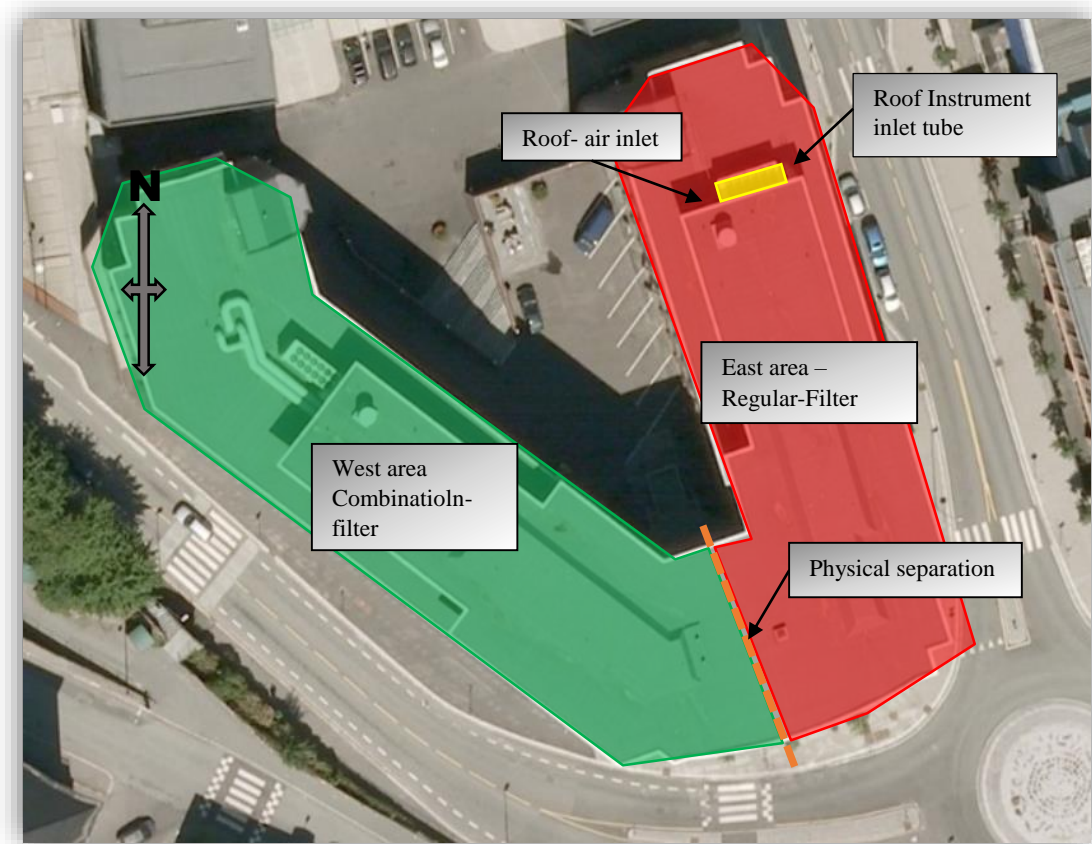 N
Roof- air inlet
Roof Instrument
inlet tube
East area –
Regular-Filter
West area
Combinatioln-
filter
Physical separation